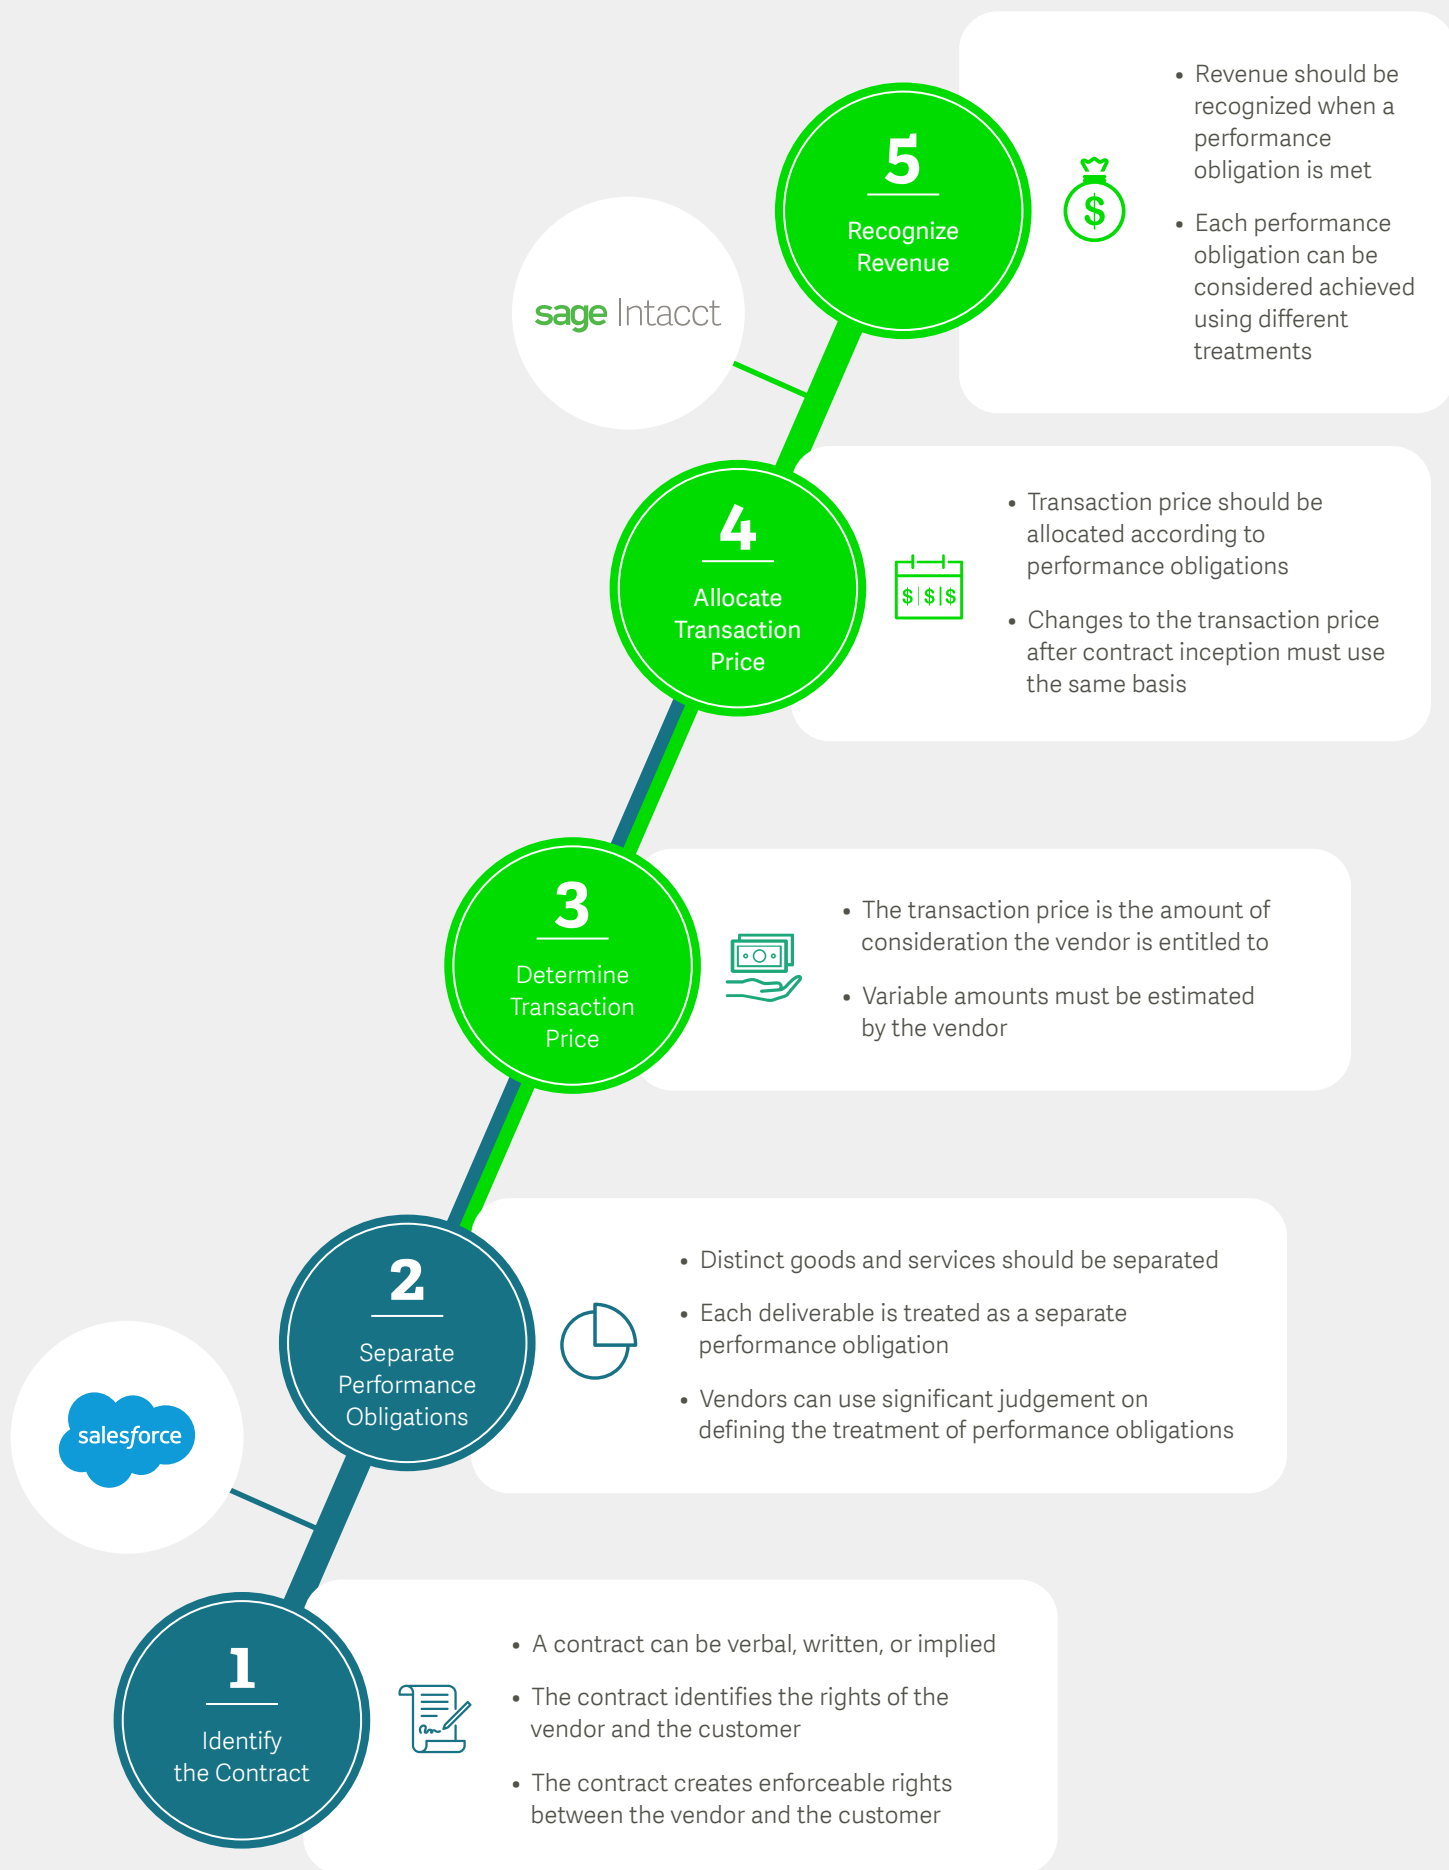 5
Recognize
Revenue
$
• Revenue should be
recognized when a
performance
obligation is met
• Each performance
obligation can be
considered achieved
using different
treatments
sage Intacct
4
Allocate
Transaction
Price
$|$|$
• Transaction price should be
allocated according to
performance obligations
• Changes to the transaction price
after contract inception must use
the same basis
3
Determine
Transaction
Price
• The transaction price is the amount of
consideration the vendor is entitled to
• Variable amounts must be estimated
by the vendor
2
Separate
Performance
Obligations
• Distinct goods and services should be separated
• Each deliverable is treated as a separate
performance obligation
• Vendors can use significant judgement on
defining the treatment of performance obligations
salesforce
1
Identify
the Contract
• A contract can be verbal, written, or implied
• The contract identifies the rights of the
vendor and the customer
• The contract creates enforceable rights
between the vendor and the customer